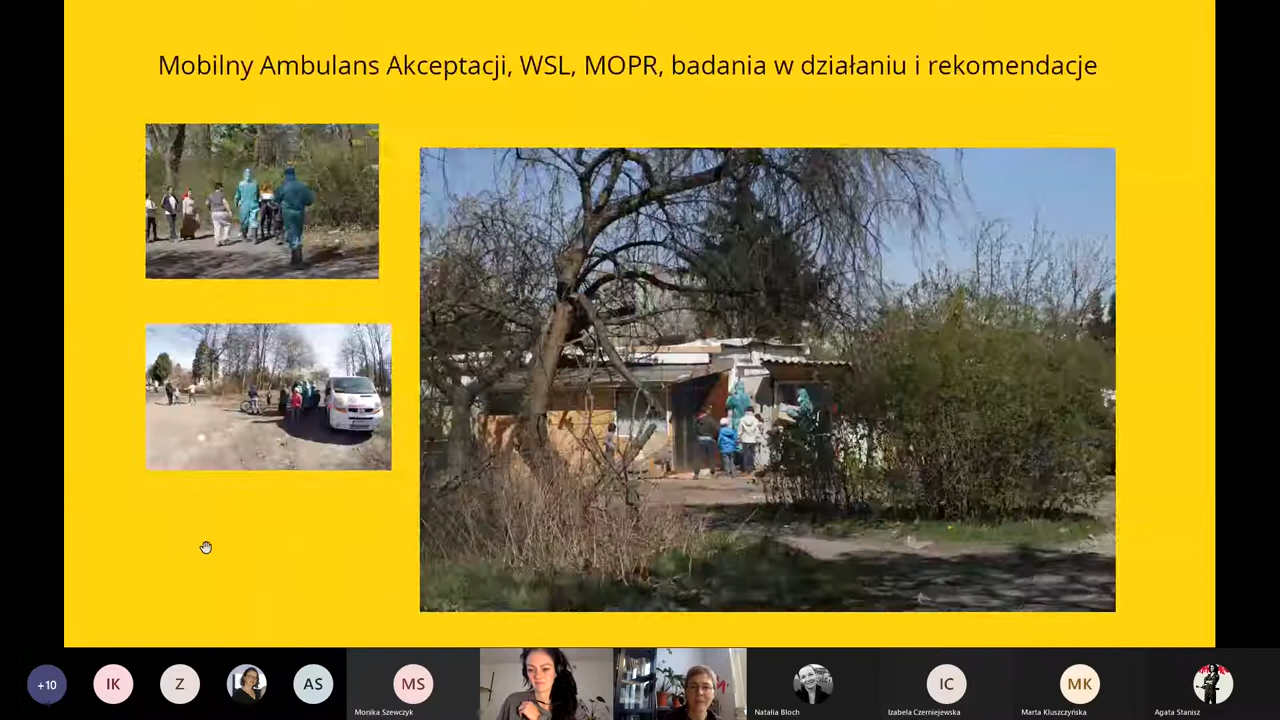 Mobilny Ambulans Akceptacji, WSL, MOPR, badania w działaniu i rekomendacje
+10
IK
Z
AS
MS
Monika Szewczyk
Natalia Bloch
IC
Izabela Czerniejewska
MK
Marta Kluszczyńska
Agata Stanisz